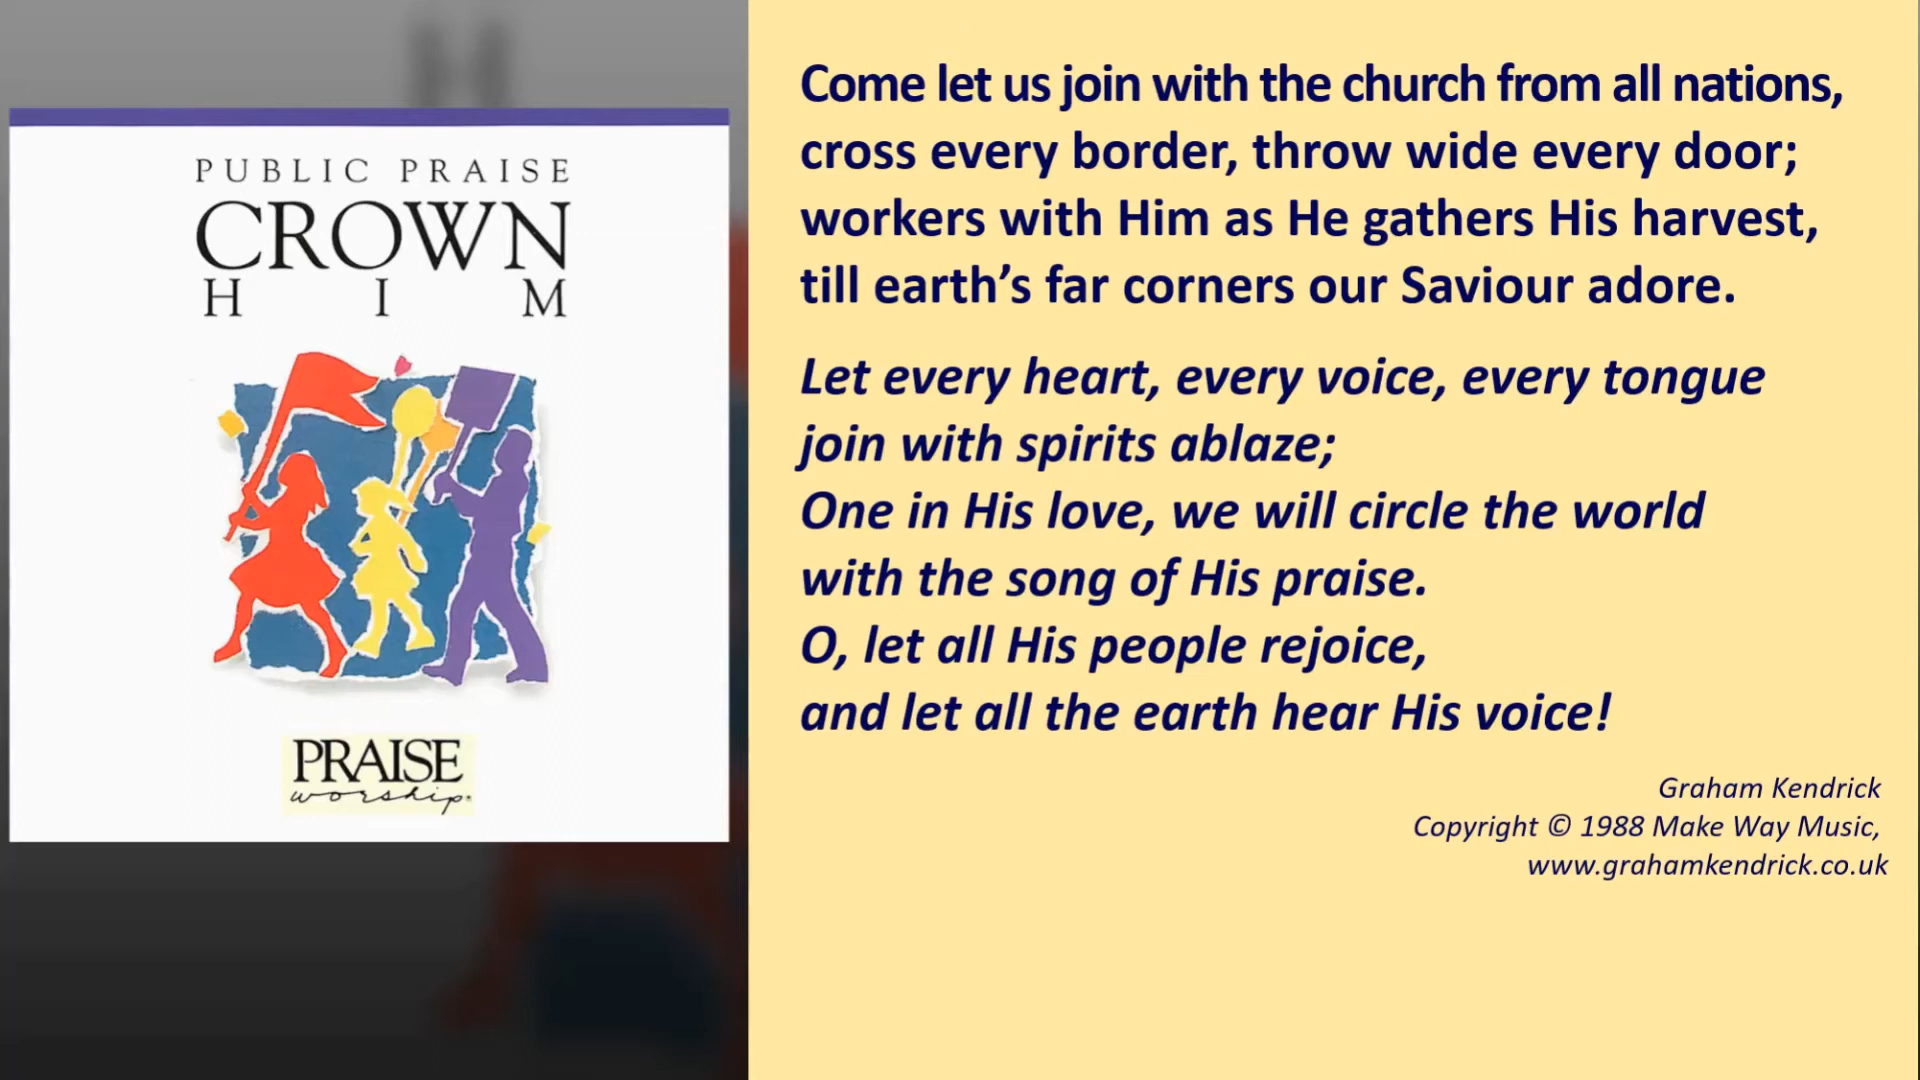 PUBLIC PRAISE
CROWN
HIM
PRAISE
worship
Come let us join with the church from all nations,
cross every border, throw wide every door;
workers with Him as He gathers His harvest,
till earth’s far corners our Saviour adore.
Let every heart, every voice, every tongue
join with spirits ablaze;
One in His love, we will circle the world
with the song of His praise.
O, let all His people rejoice,
and let all the earth hear His voice!
Graham Kendrick
Copyright © 1988 Make Way Music,
www.grahamkendrick.co.uk